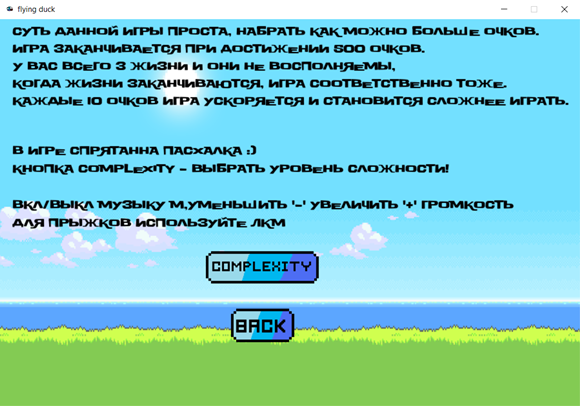 flying duck
СУТЬ ДАННОЙ ИГРЫ ПРОСТА, НАБРАТЬ КАК МОЖНО БОЛЬШЕ ОЧКОВ.
ИГРА ЗАКАНЧИВАЕТСЯ ПРИ ДОСТИЖЕНИИ 500 ОЧКОВ.
У ВАС ВСЕГО 3 ЖИЗНИ И ОНИ НЕ ВОСПОЛНЯЕМЫ,
КОГДА ЖИЗНИ ЗАКАНЧИВАЮТСЯ, ИГРА СООТВЕТСТВЕННО ТОЖЕ.
КАЖДЫЕ 10 ОЧКОВ ИГРА УСКОРЯЕТСЯ И СТАНОВИТСЯ СЛОЖНЕЕ ИГРАТЬ.
В ИГРЕ СПРЯТАННА ПАСХАЛКА :)
КНОПКА COMPLEXITY - ВЫБРАТЬ УРОВЕНЬ СЛОЖНОСТИ!
ВКЛ/ВЫКЛ МУЗЫКУ М,УМЕНЬШИТЬ '-' УВЕЛИЧИТЬ '+' ГРОМКОСТЬ
ДЛЯ ПРЫЖКОВ ИСПОЛЬЗУЙТЕ ЛКМ
COMPLEXITY
BACK